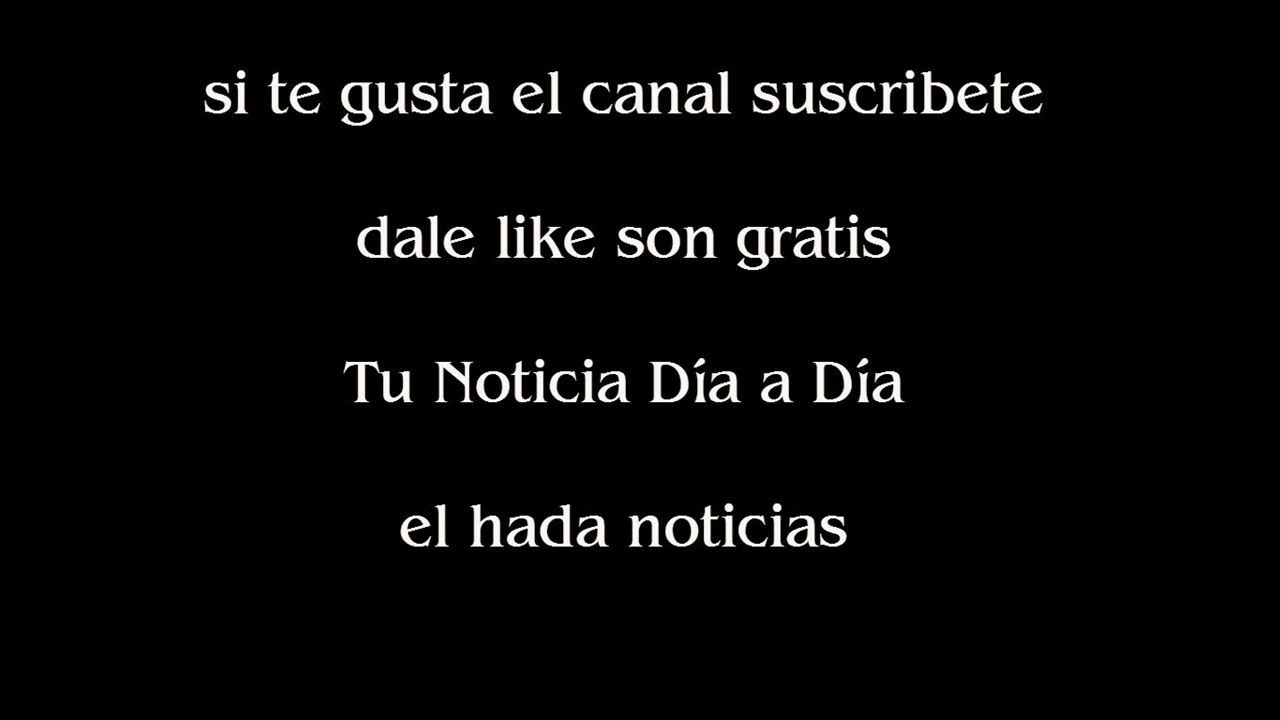 si te gusta el canal suscribete
dale like son gratis
Tu Noticia Día a Día
el hada noticias